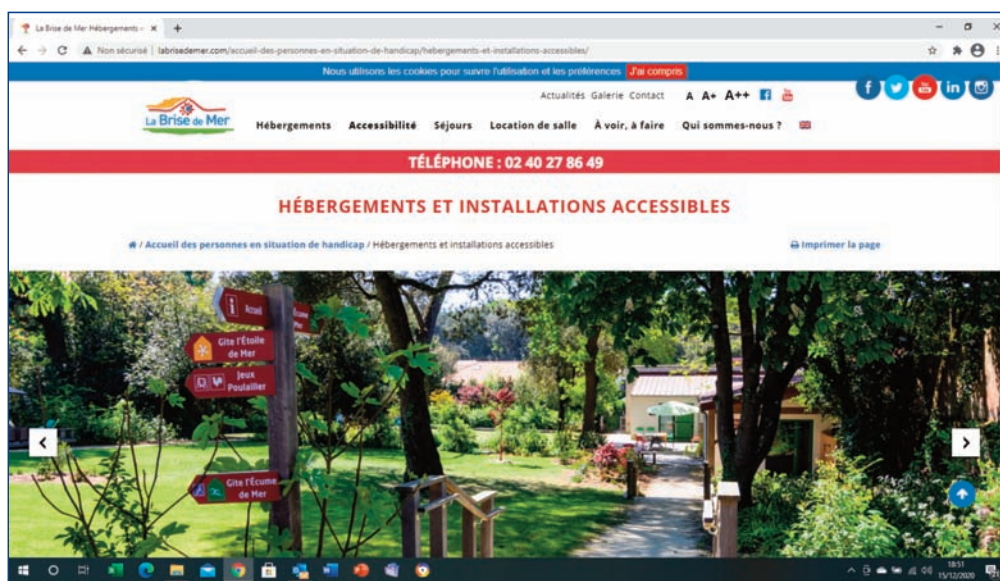 La Brise de Mer Hébergements e
Non sécurisé | labrisedemer.com/accueil-des-personnes-en-situation-de-handicap/hebergements-et-installations-accessibles/
Nous utilisons les cookies pour suivre l'utilisation et les préférences J'ai compris
Actualités Galerie Contact A A+ A++
La Brise de Mer
Hébergements Accessibilité Séjours Location de salle À voir, à faire Qui sommes-nous ?
TÉLÉPHONE : 02 40 27 86 49
HÉBERGEMENTS ET INSTALLATIONS ACCESSIBLES
/ Accueil des personnes en situation de handicap / Hébergements et installations accessibles
Imprimer la page
Accueil
Gîte l'Étoile
de Mer
Jeux
Poulailler
Gîte l'Écume
de Mer
18:51
15/12/2020